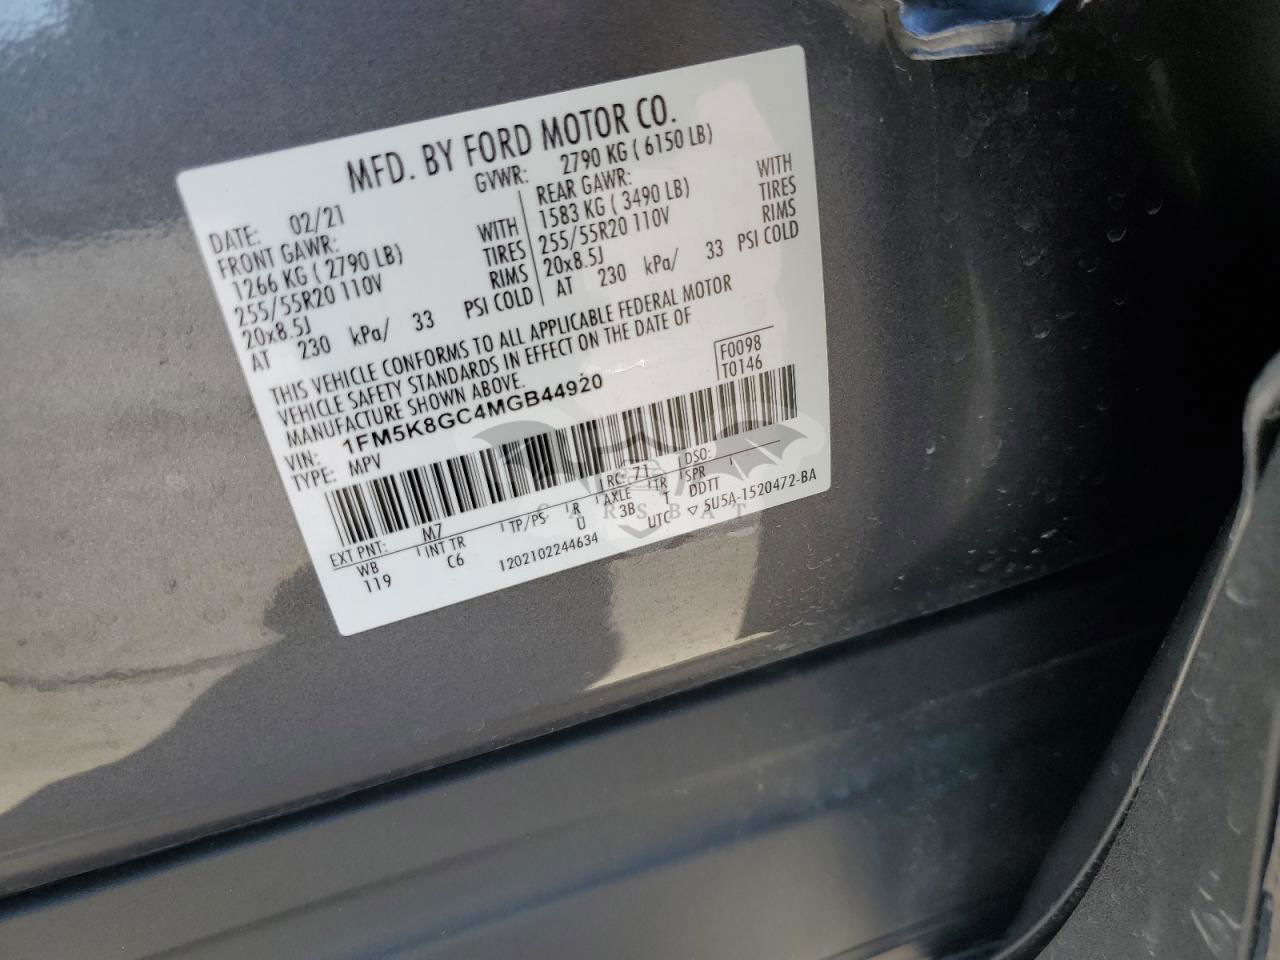 MFD. BY FORD MOTOR CO.
DATE: 02/21 GVWR: 2790 KG ( 6150 LB)
FRONT GAWR: REAR GAWR:
1266 KG ( 2790 LB) WITH 1583 KG ( 3490 LB) WITH
255/55R20 110V TIRES 255/55R20 110V TIRES
20x8.5J RIMS 20x8.5J RIMS
AT 230 kPa/ 33 PSI COLD AT 230 kPa/ 33 PSI COLD
THIS VEHICLE CONFORMS TO ALL APPLICABLE FEDERAL MOTOR
VEHICLE SAFETY STANDARDS IN EFFECT ON THE DATE OF
MANUFACTURE SHOWN ABOVE.
F0098
VIN: 1FM5K8GC4MGB44920
T0146
TYPE: MPV
EXT PNT: M7 RC: 71 DSO:
WB INT TR TP/PS R AXLE TR SPR
119 C6 U 3B T DDTT
UTC ▽ 5U5A-1520472-BA
1202102244634
CARSBAT